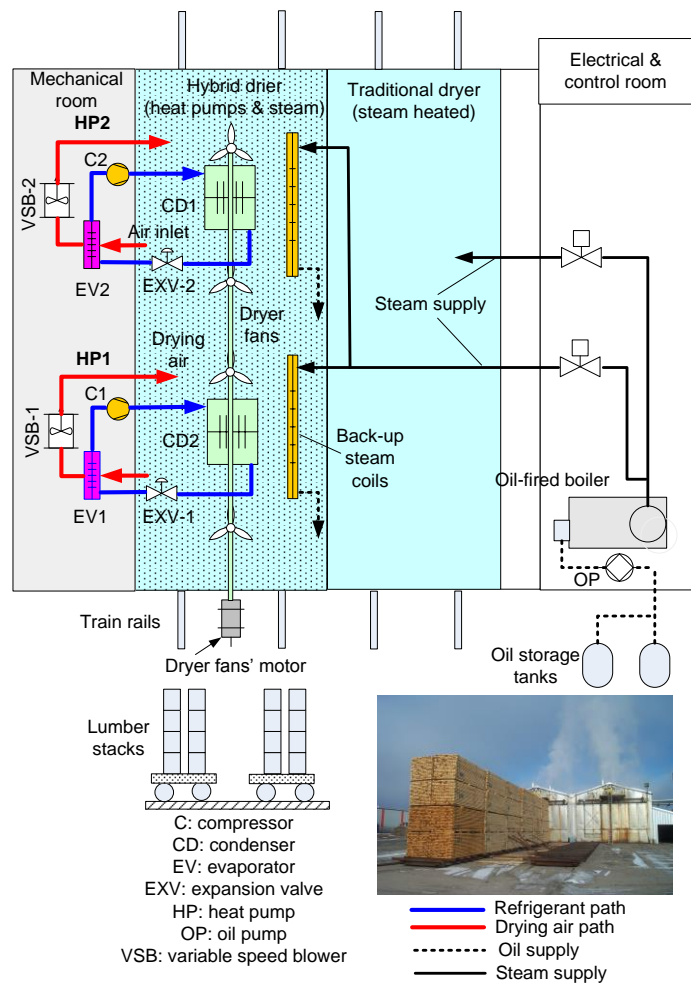 Mechanical
room
Hybrid drier
(heat pumps & steam)
Traditional dryer
(steam heated)
Electrical &
control room
HP2
C2
VSB-2
CD1
Air inlet
EV2
EXV-2
Steam
supply
Dryer
fans
Drying
air
HP1
C1
VSB-1
CD2
Back-up
steam
coils
EV1
EXV-1
Oil-fired boiler
OP
Train rails
Dryer fans' motor
Oil storage
tanks
Lumber
stacks
C: compressor
CD: condenser
EV: evaporator
EXV: expansion valve
HP: heat pump
OP: oil pump
VSB: variable speed blower
Refrigerant path
Drying air path
Oil supply
Steam supply